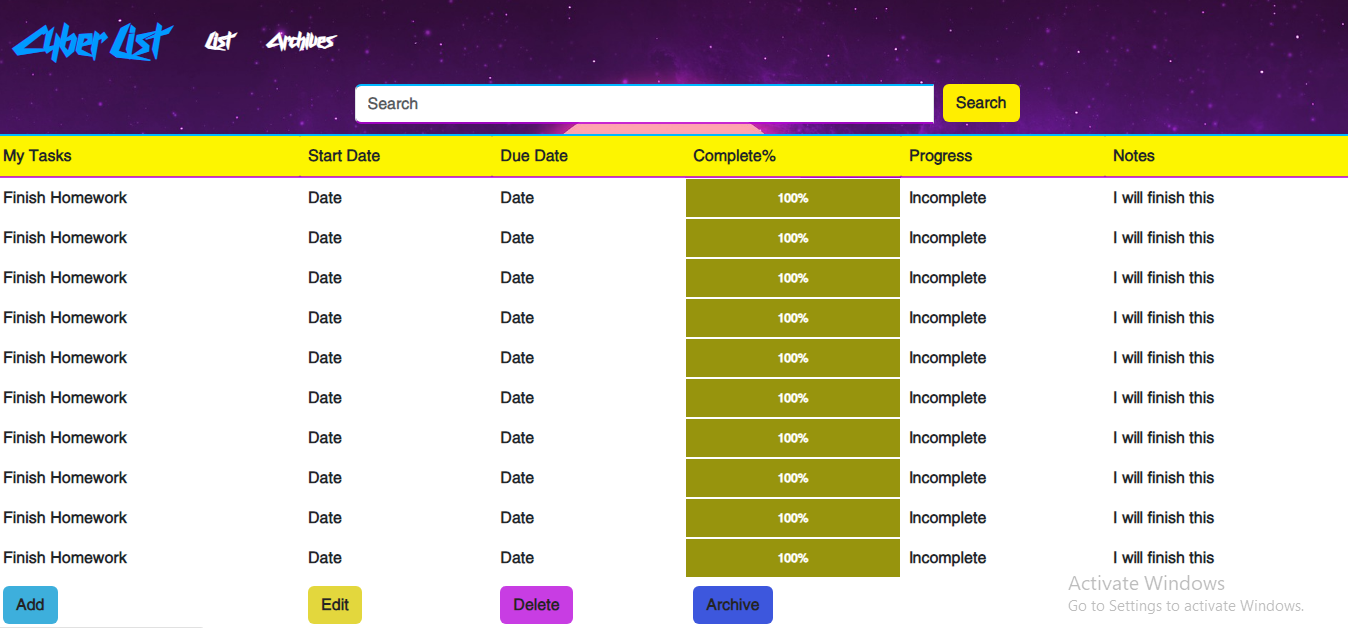 Cyber List List Archives
Search Search
My Tasks Start Date Due Date Complete% Progress Notes
Finish Homework Date Date 100% Incomplete I will finish this
Finish Homework Date Date 100% Incomplete I will finish this
Finish Homework Date Date 100% Incomplete I will finish this
Finish Homework Date Date 100% Incomplete I will finish this
Finish Homework Date Date 100% Incomplete I will finish this
Finish Homework Date Date 100% Incomplete I will finish this
Finish Homework Date Date 100% Incomplete I will finish this
Finish Homework Date Date 100% Incomplete I will finish this
Finish Homework Date Date 100% Incomplete I will finish this
Finish Homework Date Date 100% Incomplete I will finish this
Add Edit Delete Archive
Activate Windows
Go to Settings to activate Windows.